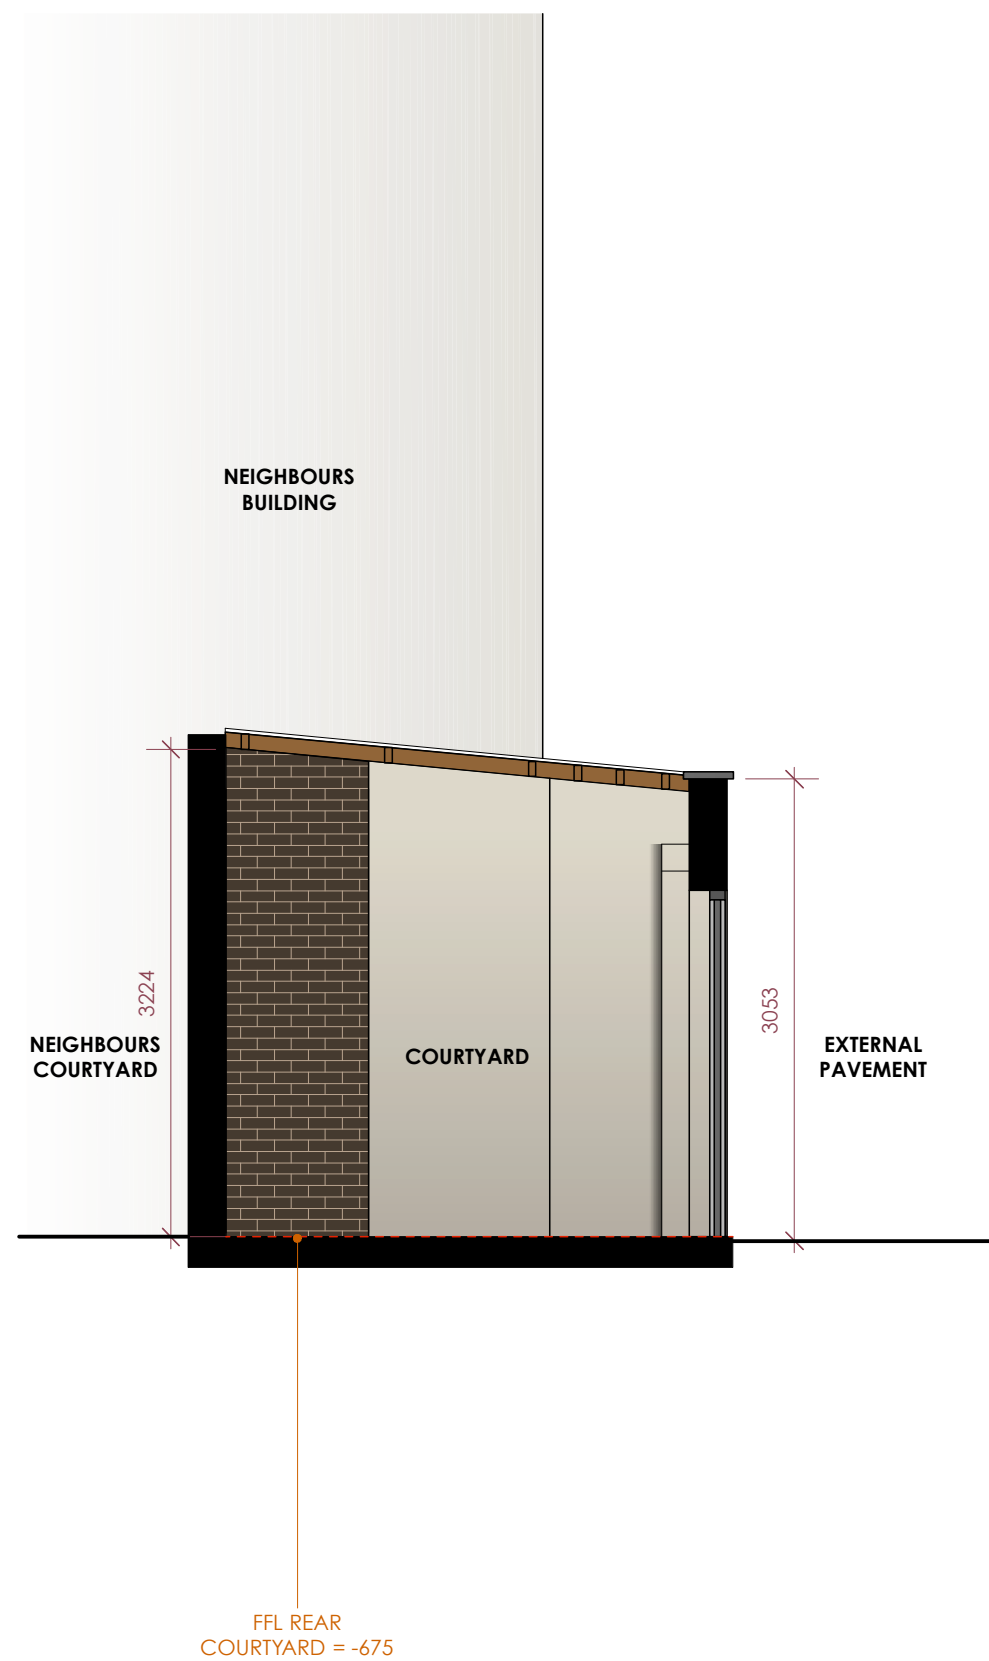 NEIGHBOURS
BUILDING
3224
3053
NEIGHBOURS
COURTYARD
COURTYARD
EXTERNAL
PAVEMENT
FFL REAR
COURTYARD = -675